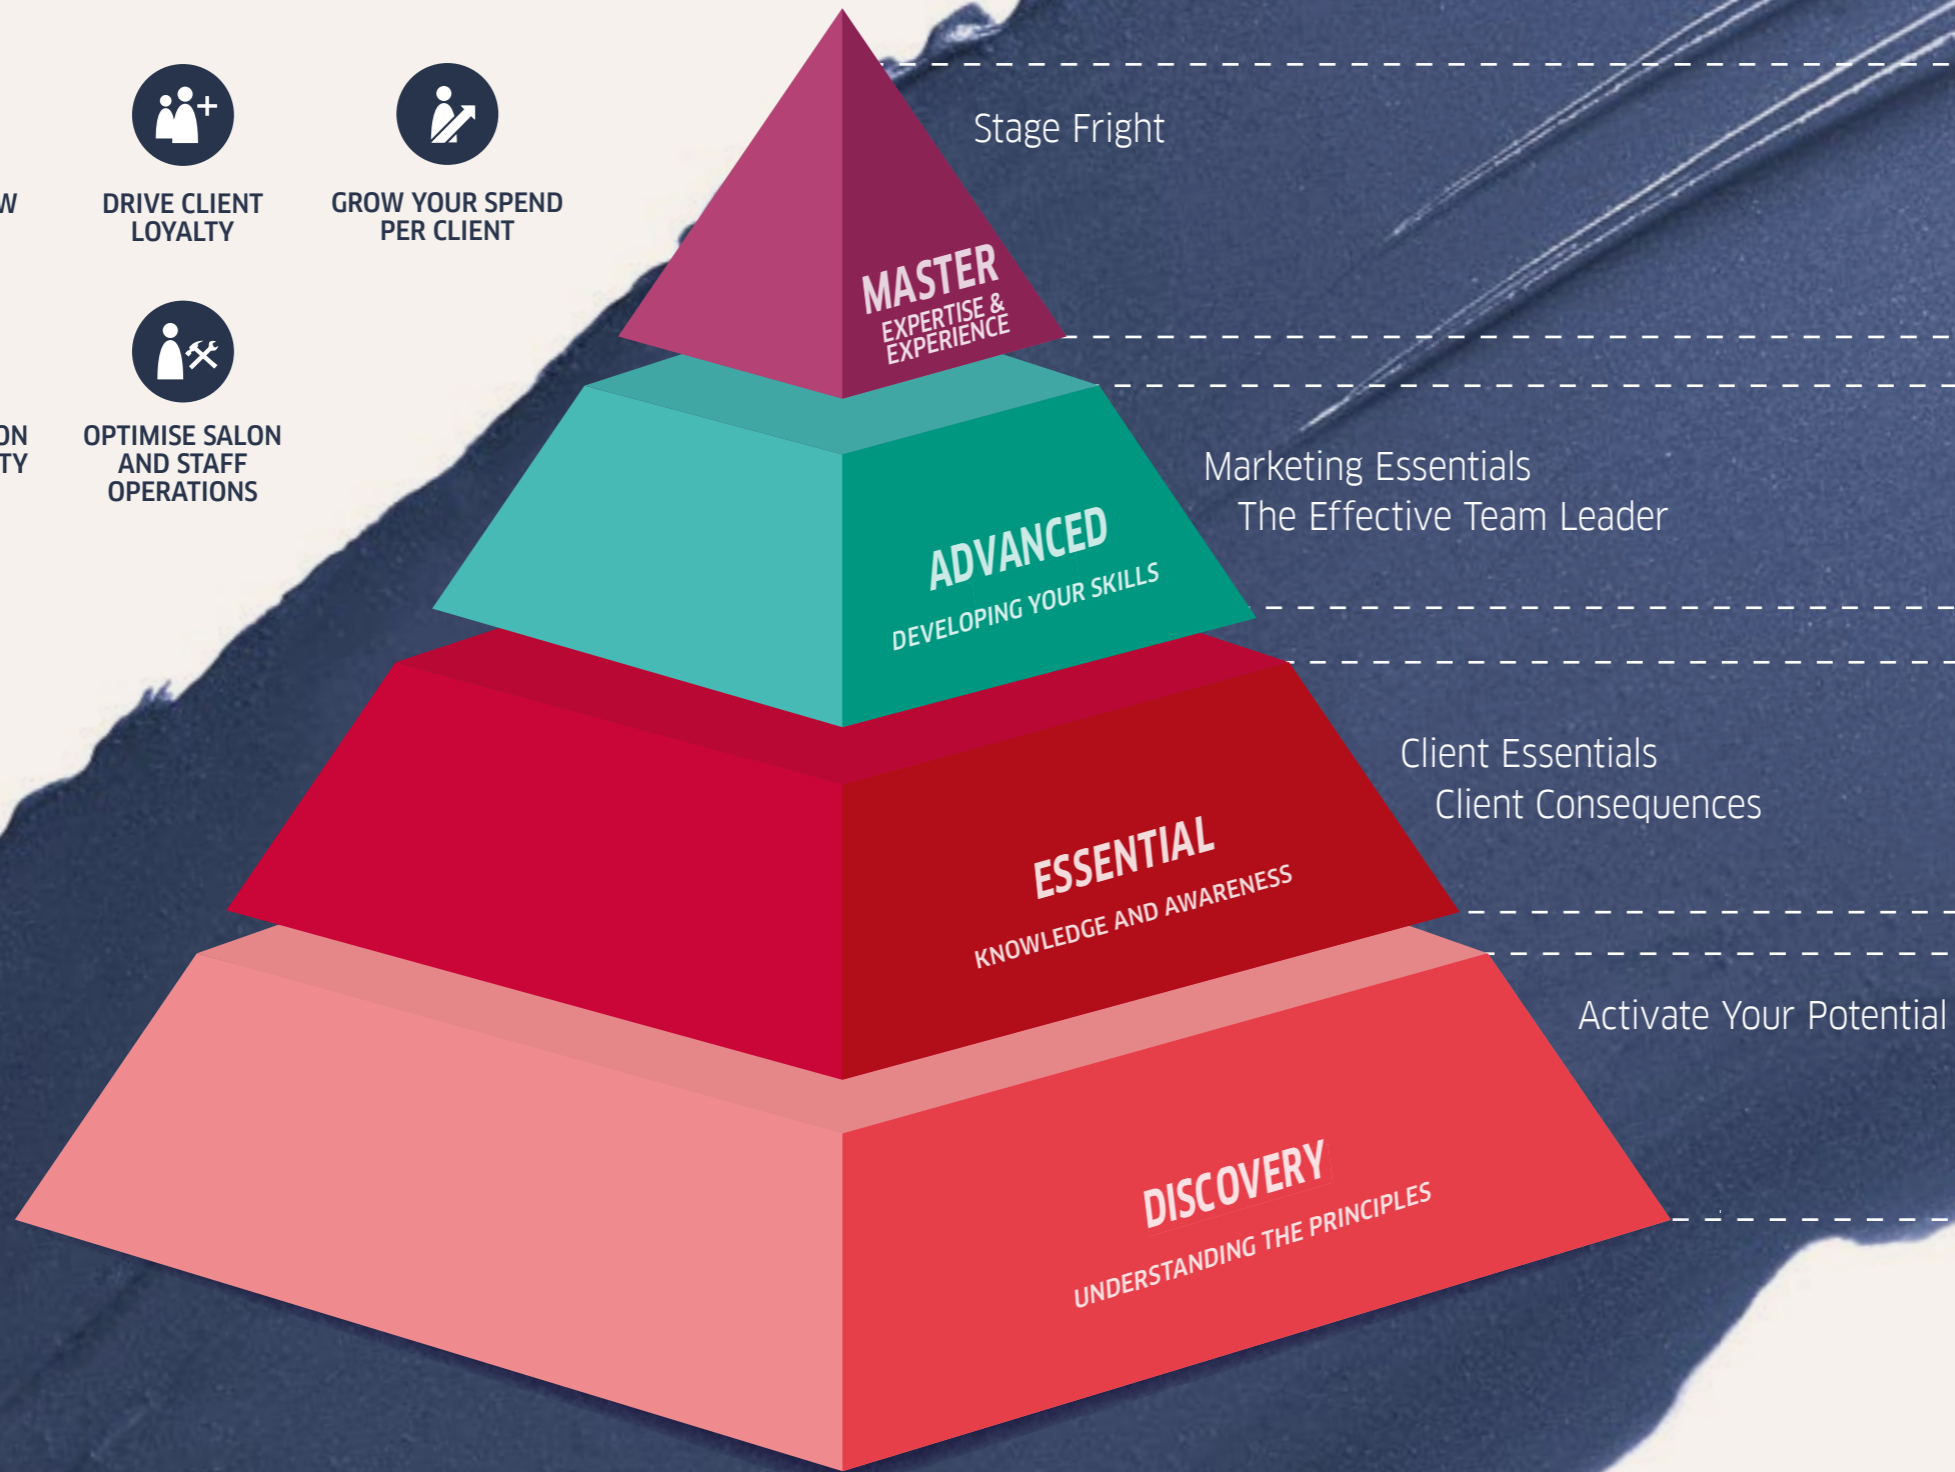 DRIVE CLIENT
LOYALTY
GROW YOUR SPEND
PER CLIENT
W
ON
TY
OPTIMISE SALON
AND STAFF
OPERATIONS
Stage Fright
MASTER
EXPERTISE &
EXPERIENCE
Marketing Essentials
The Effective Team Leader
ADVANCED
DEVELOPING YOUR SKILLS
Client Essentials
Client Consequences
ESSENTIAL
KNOWLEDGE AND AWARENESS
Activate Your Potential
DISCOVERY
UNDERSTANDING THE PRINCIPLES